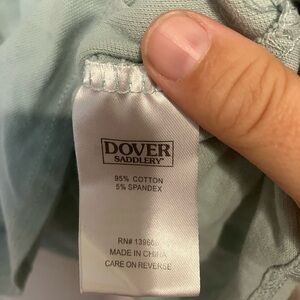 DOVER
SADDLERY
95% COTTON
5% SPANDEX
RN#
MADE IN CHINA
CARE ON REVERSE